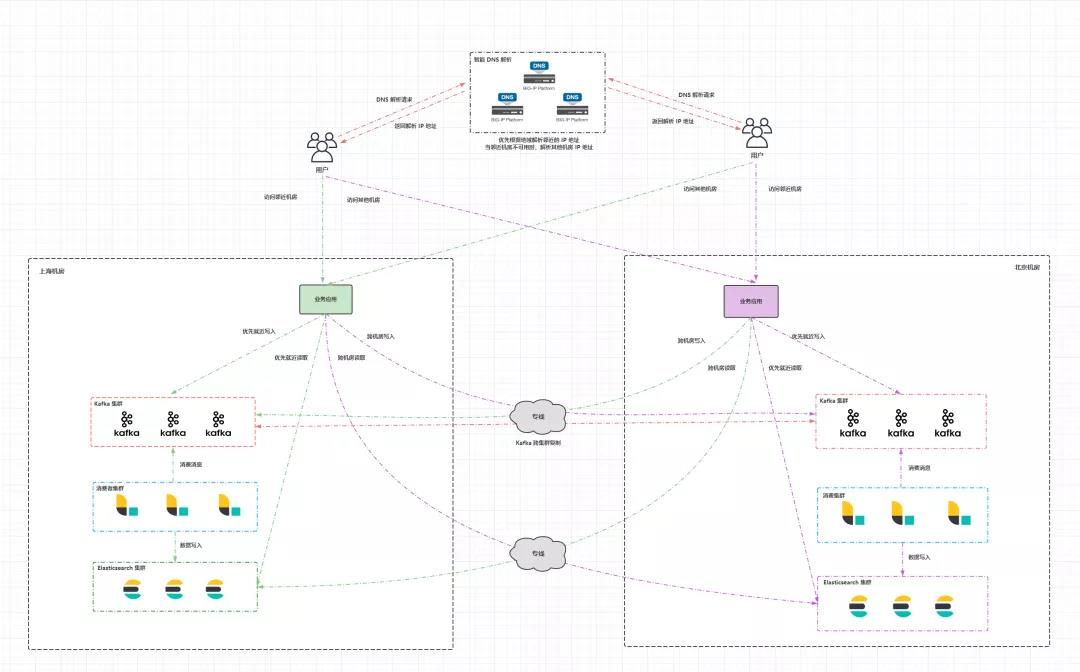 智能 DNS 解析
DNS
BIG-IP Platform
DNS
DNS
BIG-IP Platform
BIG-IP Platform
优先根据地域解析邻近的 IP 地址
当邻近机房不可用时，解析其他机房 IP 地址
DNS 解析请求
返回解析 IP 地址
DNS 解析请求
返回解析 IP 地址
用户
用户
访问邻近机房
访问其他机房
访问其他机房
访问邻近机房
上海机房
业务应用
优先就近写入
跨机房写入
优先就近读取
跨机房读取
Kafka 集群
kafka
kafka
kafka
消费消息
消费者集群
数据写入
Elasticsearch 集群
专线
Kafka 跨集群复制
专线
北京机房
业务应用
跨机房写入
优先就近写入
跨机房读取
优先就近读取
Kafka 集群
kafka
kafka
kafka
消费消息
消费集群
数据写入
Elasticsearch 集群